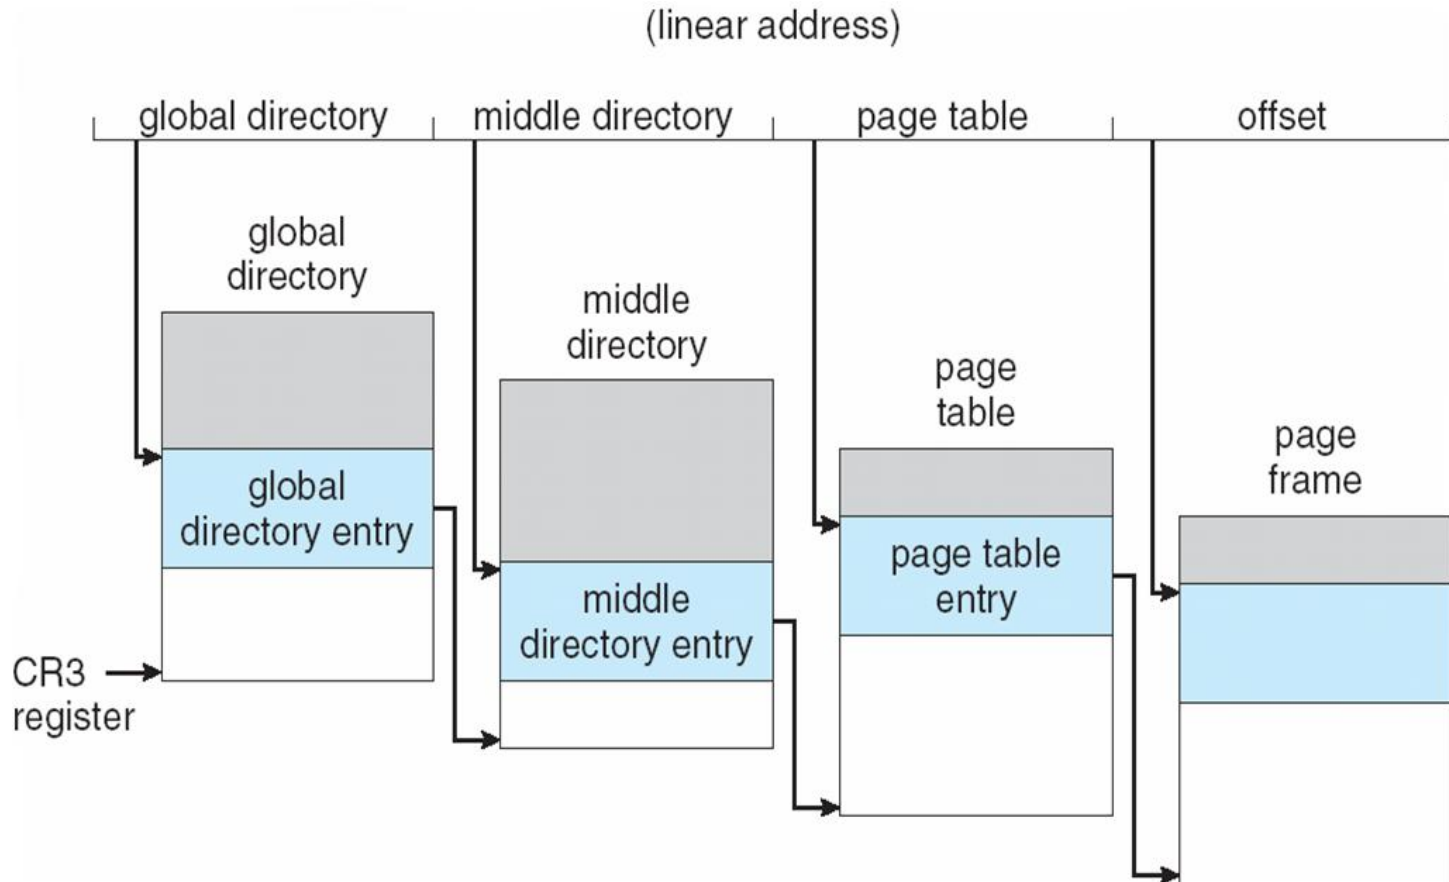 (linear address)
global directory
middle directory
page table
offset
global
directory
middle
directory
page
table
page
frame
global
directory entry
middle
directory entry
page table
entry
CR3
register